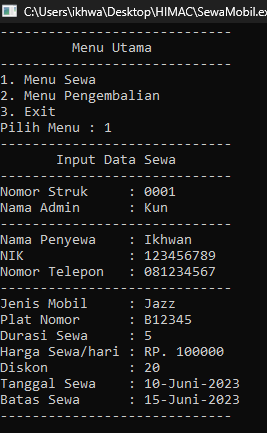 C:\Users\ikhwa\Desktop\HIMAC\SewaMobil.ex
-----------------------------
Menu Utama
-----------------------------
1. Menu Sewa
2. Menu Pengembalian
3. Exit
Pilih Menu : 1
-----------------------------
Input Data Sewa
-----------------------------
Nomor Struk     : 0001
Nama Admin      : Kun
-----------------------------
Nama Penyewa    : Ikhwan
NIK             : 123456789
Nomor Telepon   : 081234567
-----------------------------
Jenis Mobil     : Jazz
Plat Nomor      : B12345
Durasi Sewa     : 5
Harga Sewa/hari : RP. 100000
Diskon          : 20
Tanggal Sewa    : 10-Juni-2023
Batas Sewa      : 15-Juni-2023
-----------------------------